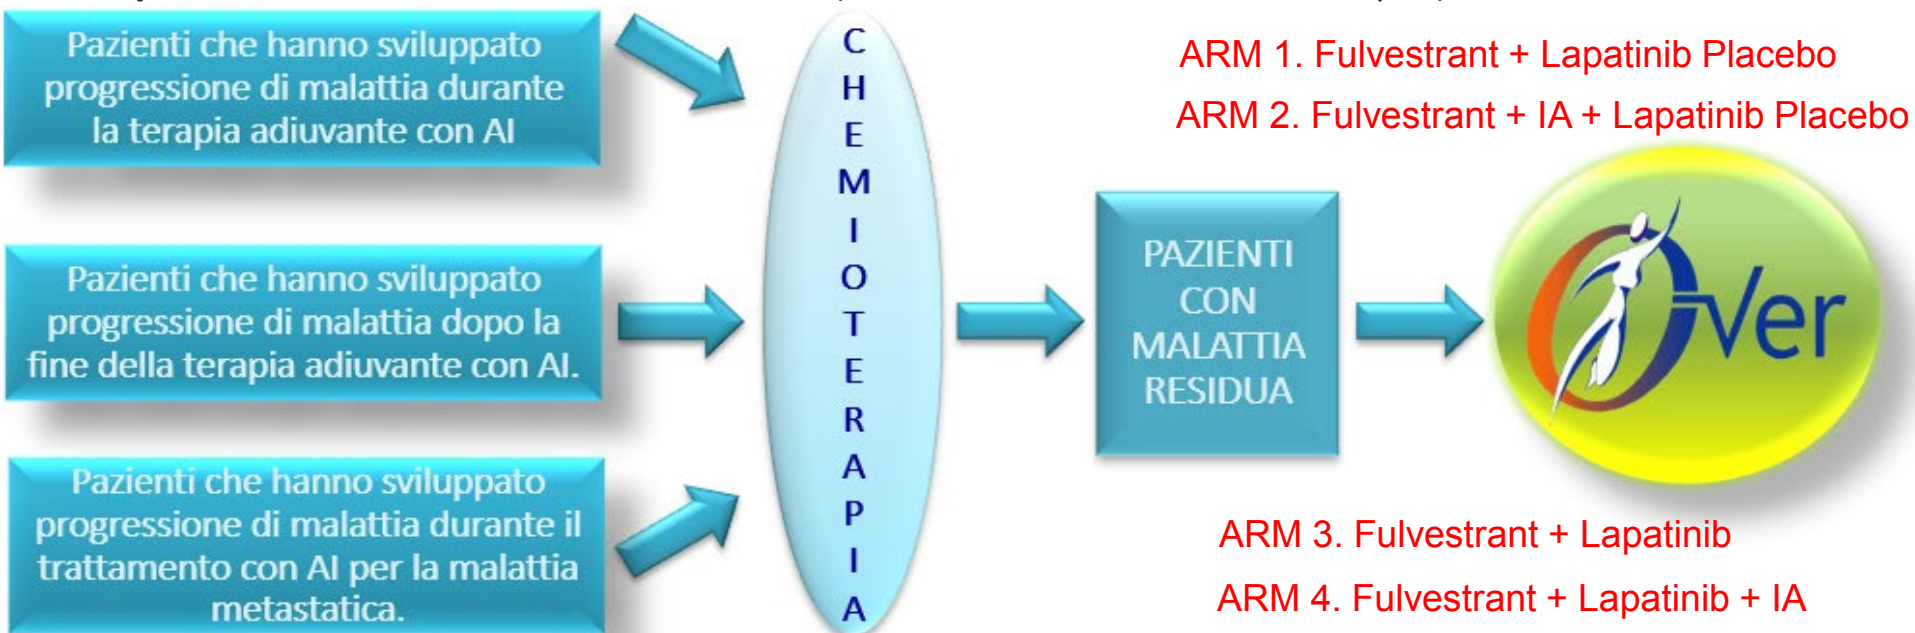 Pazienti che hanno sviluppato
progressione di malattia durante
la terapia adiuvante con AI
Pazienti che hanno sviluppato
progressione di malattia dopo la
fine della terapia adiuvante con AI.
Pazienti che hanno sviluppato
progressione di malattia durante il
trattamento con AI per la malattia
metastatica.
C
H
E
M
I
O
T
E
R
A
P
I
A
PAZIENTI
CON
MALATTIA
RESIDUA
ARM 1. Fulvestrant + Lapatinib Placebo
ARM 2. Fulvestrant + IA + Lapatinib Placebo
Over
ARM 3. Fulvestrant + Lapatinib
ARM 4. Fulvestrant + Lapatinib + IA